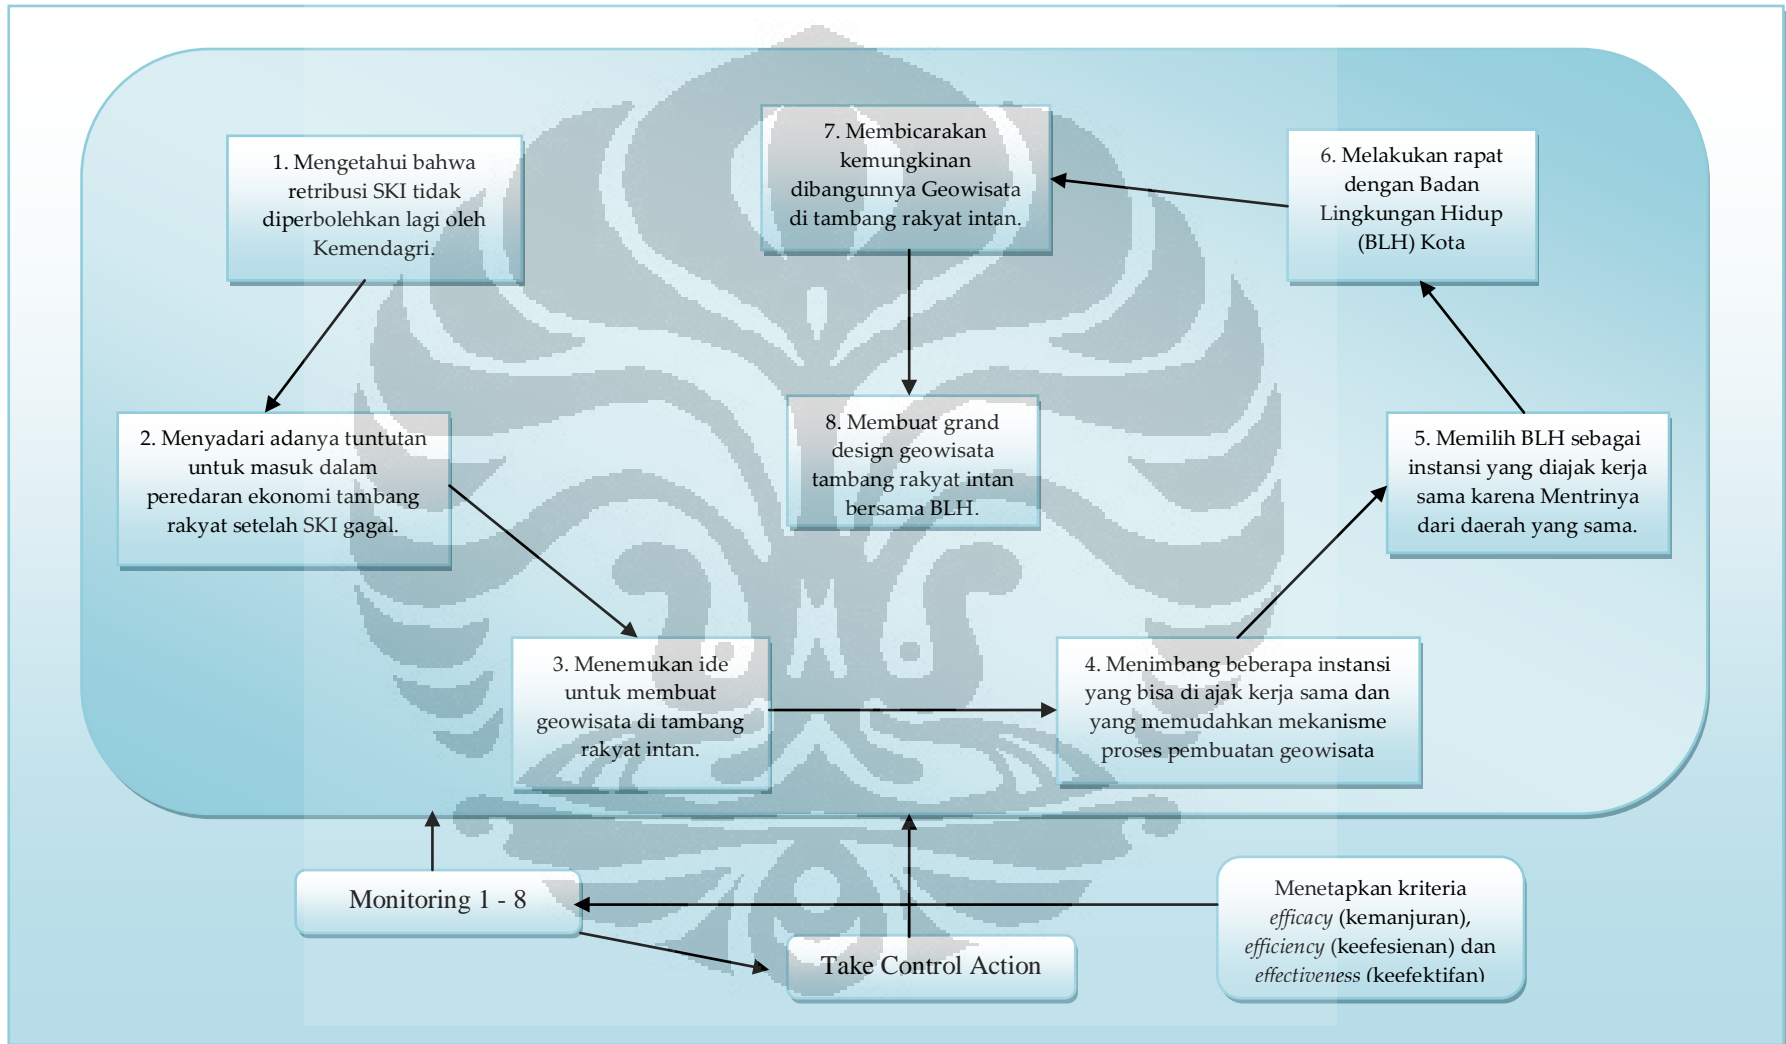 1. Mengetahui bahwa
retribusi SKI tidak
diperbolehkan lagi oleh
Kemendagri.
2. Menyadari adanya tuntutan
untuk masuk dalam
peredaran ekonomi tambang
rakyat setelah SKI gagal.
3. Menemukan ide
untuk membuat
geowisata di tambang
rakyat intan.
4. Menimbang beberapa instansi
yang bisa di ajak kerja sama dan
yang memudahkan mekanisme
proses pembuatan geowisata
5. Memilih BLH sebagai
instansi yang diajak kerja
sama karena Mentrinya
dari daerah yang sama.
6. Melakukan rapat
dengan Badan
Lingkungan Hidup
(BLH) Kota
7. Membicarakan
kemungkinan
dibangunnya Geowisata
di tambang rakyat intan.
8. Membuat grand
design geowisata
tambang rakyat intan
bersama BLH.
Monitoring 1 - 8
Take Control Action
Menetapkan kriteria
efficacy (kemanjuran),
efficiency (keefesienan) dan
effectiveness (keefektifan)